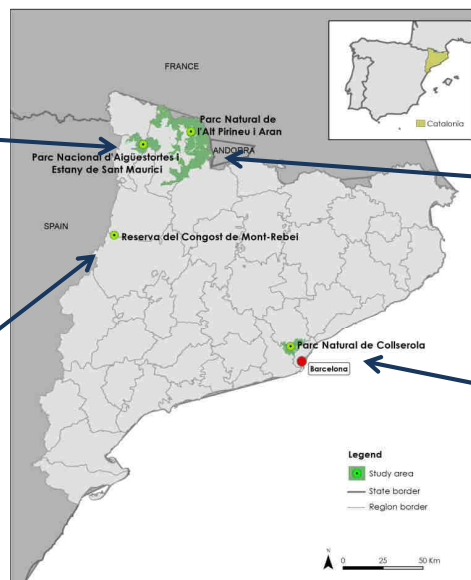 FRANCE
Catalonia
Parc Natural de
l'Alt Pirineu i Aran
ANDORRA
Parc Nacional d'Aigüestortes i
Estany de Sant Maurici
SPAIN
Reserva del Congost de Mont-Rebei
Parc Natural de Collserola
Barcelona
Legend
Study area
State border
Region border
N
0 25 50 Km